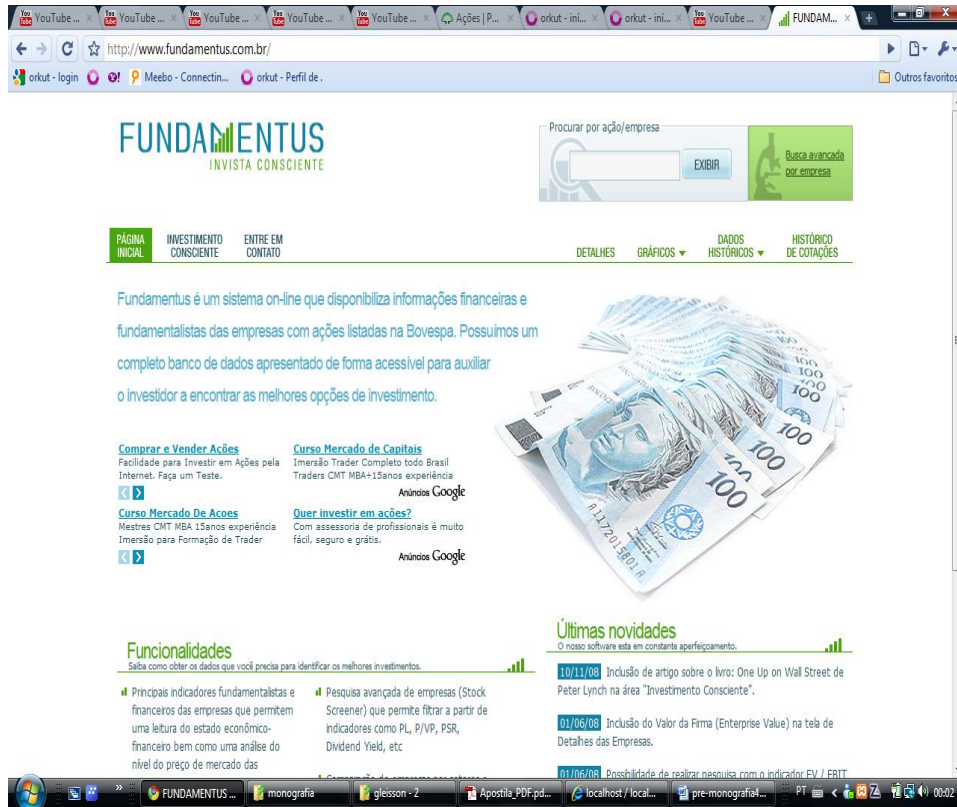 YouTube ...
YouTube ...
YouTube ...
YouTube ...
YouTube ...
Ações | P...
orkut - iní...
orkut - iní...
YouTube ...
FUNDAM...
http://www.fundamentus.com.br/
orkut - login
Meebo - Connectin...
orkut - Perfil de .
Outros favoritos
FUNDAMENTUS
INVISTA CONSCIENTE
Procurar por ação/empresa
EXIBIR
Busca avançada
por empresa
PÁGINA
INICIAL
INVESTIMENTO
CONSCIENTE
ENTRE EM
CONTATO
DETALHES
GRÁFICOS
DADOS
HISTÓRICOS
HISTÓRICO
DE COTAÇÕES
Fundamentus é um sistema on-line que disponibiliza informações financeiras e
fundamentalistas das empresas com ações listadas na Bovespa. Possuímos um
completo banco de dados apresentado de forma acessível para auxiliar
o investidor a encontrar as melhores opções de investimento.
Comprar e Vender Ações
Facilidade para Investir em Ações pela
Internet. Faça um Teste.
Curso Mercado de Capitais
Imersão Trader Completo todo Brasil
Traders CMT MBA+15anos experiência
Anúncios Google
Curso Mercado De Acoes
Mestres CMT MBA 15anos experiência
Imersão para Formação de Trader
Quer investir em ações?
Com assessoria de profissionais é muito
fácil, seguro e grátis.
Anúncios Google
100
100
100
100
100
100
100
A1172015801A
Funcionalidades
Saiba como obter os dados que você precisa para identificar os melhores investimentos.
Principais indicadores fundamentalistas e
financeiros das empresas que permitem
uma leitura do estado econômico-
financeiro bem como uma análise do
nível do preço de mercado das
Pesquisa avançada de empresas (Stock
Screener) que permite filtrar a partir de
indicadores como PL, P/VP, PSR,
Dividend Yield, etc
Últimas novidades
O nosso software esta em constante aperfeiçoamento.
10/11/08 Inclusão de artigo sobre o livro: One Up on Wall Street de
Peter Lynch na área "Investimento Consciente".
01/06/08 Inclusão do Valor da Firma (Enterprise Value) na tela de
Detalhes das Empresas.
01/06/08 Possibilidade de realizar pesquisa com o indicador EV / EBIT
FUNDAMENTUS ...
monografia
gleisson - 2
Apostila_PDF.pd...
localhost / local...
pre-monografia4...
PT
00:02